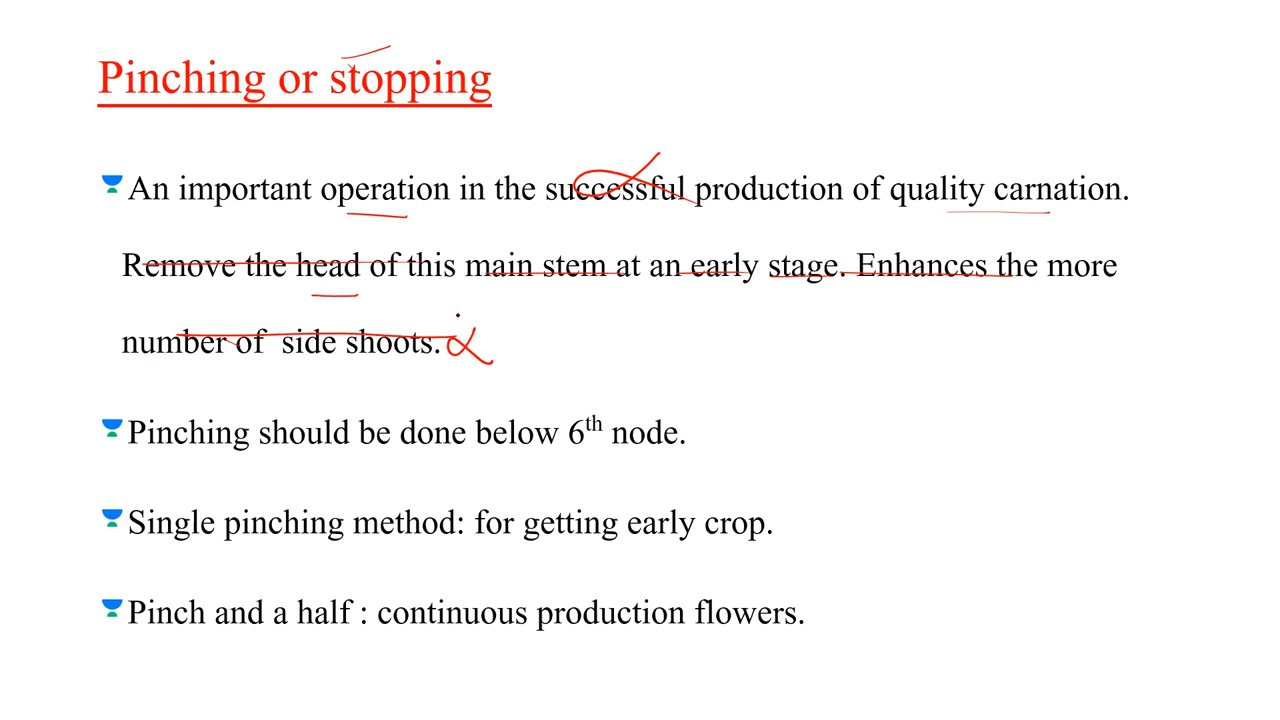 Pinching or stopping
An important operation in the successful production of quality carnation.
Remove the head of this main stem at an early stage. Enhances the more
number of side shoots.
Pinching should be done below 6th node.
Single pinching method: for getting early crop.
Pinch and a half : continuous production flowers.